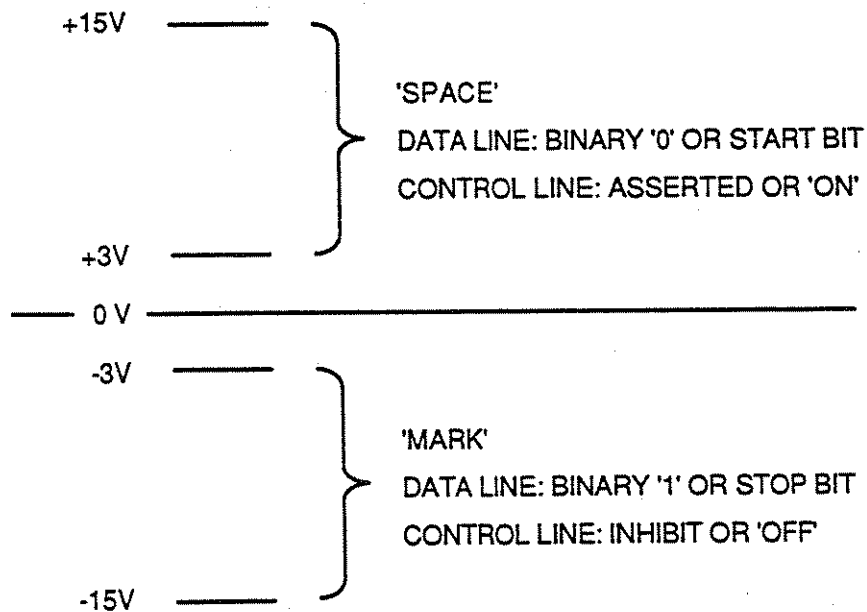 +15V
'SPACE'
DATA LINE: BINARY '0' OR START BIT
CONTROL LINE: ASSERTED OR 'ON'
+3V
0 V
-3V
'MARK'
DATA LINE: BINARY '1' OR STOP BIT
CONTROL LINE: INHIBIT OR 'OFF'
-15V